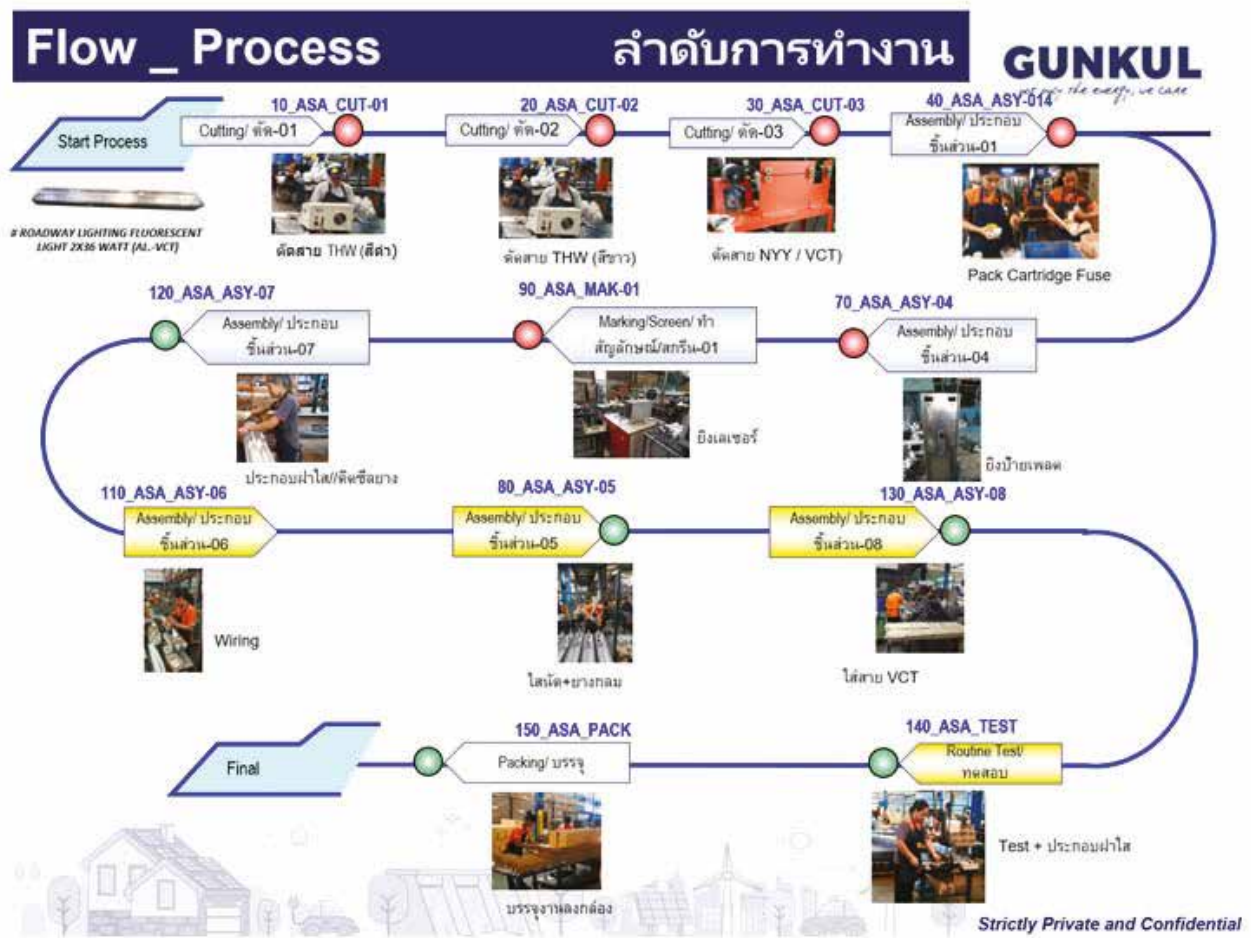 Flow _ Process
ลำดับการทำงาน
GUNKUL
Start Process
10_ASA_CUT-01
Cutting/ ตัด-01
20_ASA_CUT-02
Cutting/ ตัด-02
30_ASA_CUT-03
Cutting/ ตัด-03
40_ASA_ASY-014
Assembly/ ประกอบ
ชิ้นส่วน-01
# ROADWAY LIGHTING FLUORESCENT
LIGHT 2X36 WATT (AL.-VCT)
ตัดสาย THW (สีดำ)
ตัดสาย THW (สีขาว)
ตัดสาย NYY / VCT)
Pack Cartridge Fuse
120_ASA_ASY-07
Assembly/ ประกอบ
ชิ้นส่วน-07
90_ASA_MAK-01
Marking/Screen/ ทำ
สัญลักษณ์/สกรีน-01
70_ASA_ASY-04
Assembly/ ประกอบ
ชิ้นส่วน-04
ประกอบฝาใส//ติดซีลยาง
ยิงเลเซอร์
ยิงป้ายเพลต
110_ASA_ASY-06
Assembly/ ประกอบ
ชิ้นส่วน-06
80_ASA_ASY-05
Assembly/ ประกอบ
ชิ้นส่วน-05
130_ASA_ASY-08
Assembly/ ประกอบ
ชิ้นส่วน-08
Wiring
ใสนัต+ยางกลม
ใส่สาย VCT
Final
150_ASA_PACK
Packing/ บรรจุ
140_ASA_TEST
Routine Test/
ทดสอบ
บรรจุงานลงกล่อง
Test + ประกอบฝาใส
Strictly Private and Confidential